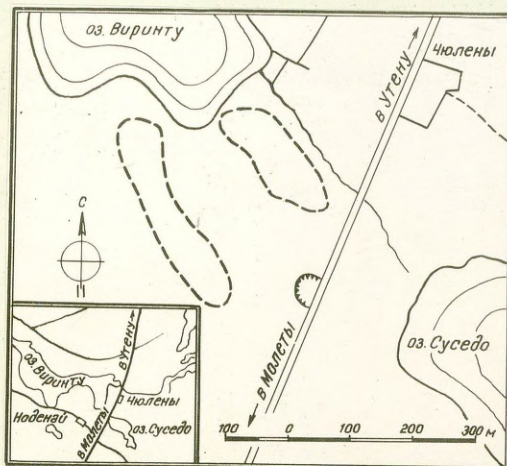 оз. Виринту
Чюлены
в Утену
С
Ю
в Молеты
оз. Суседо
в Утену
оз. Виринту
Чюлены
Наденай
в Молеты
оз. Суседо
100 0 100 200 300 м